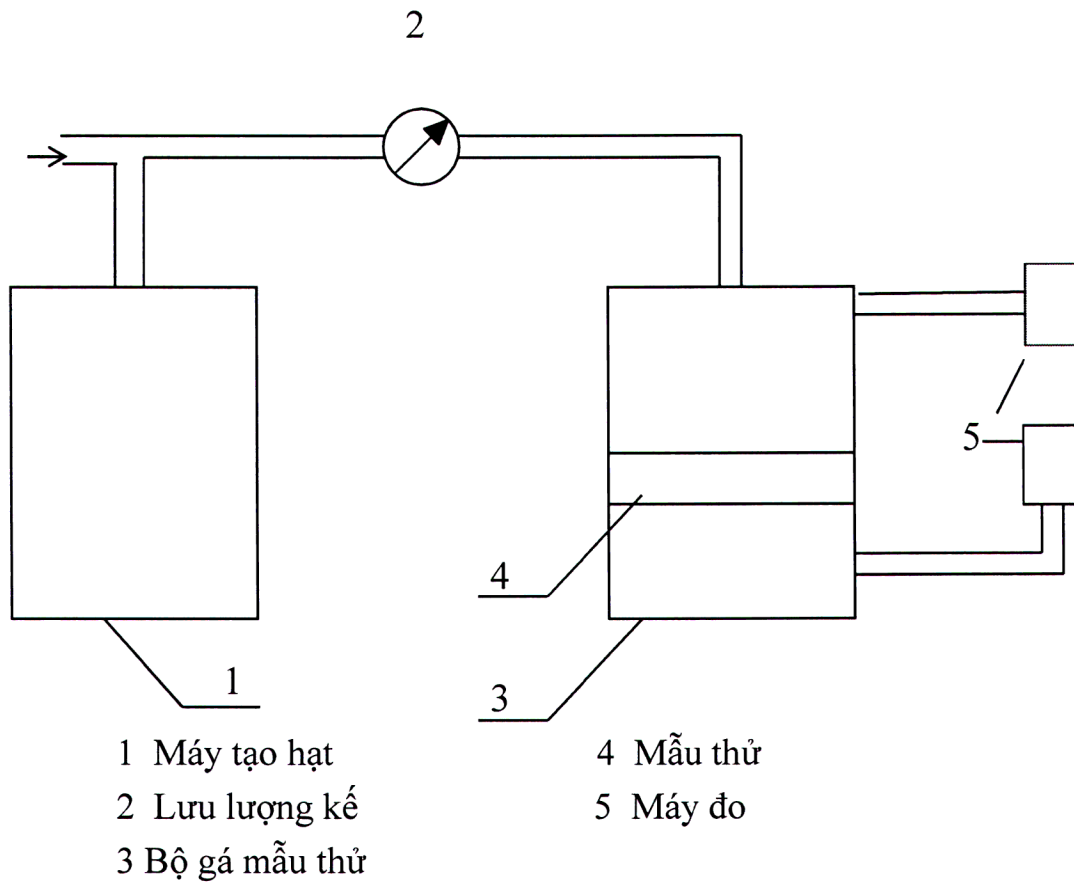 2
5
4
1
3
1 Máy tạo hạt
2 Lưu lượng kế
3 Bộ gá mẫu thử
4 Mẫu thử
5 Máy đo